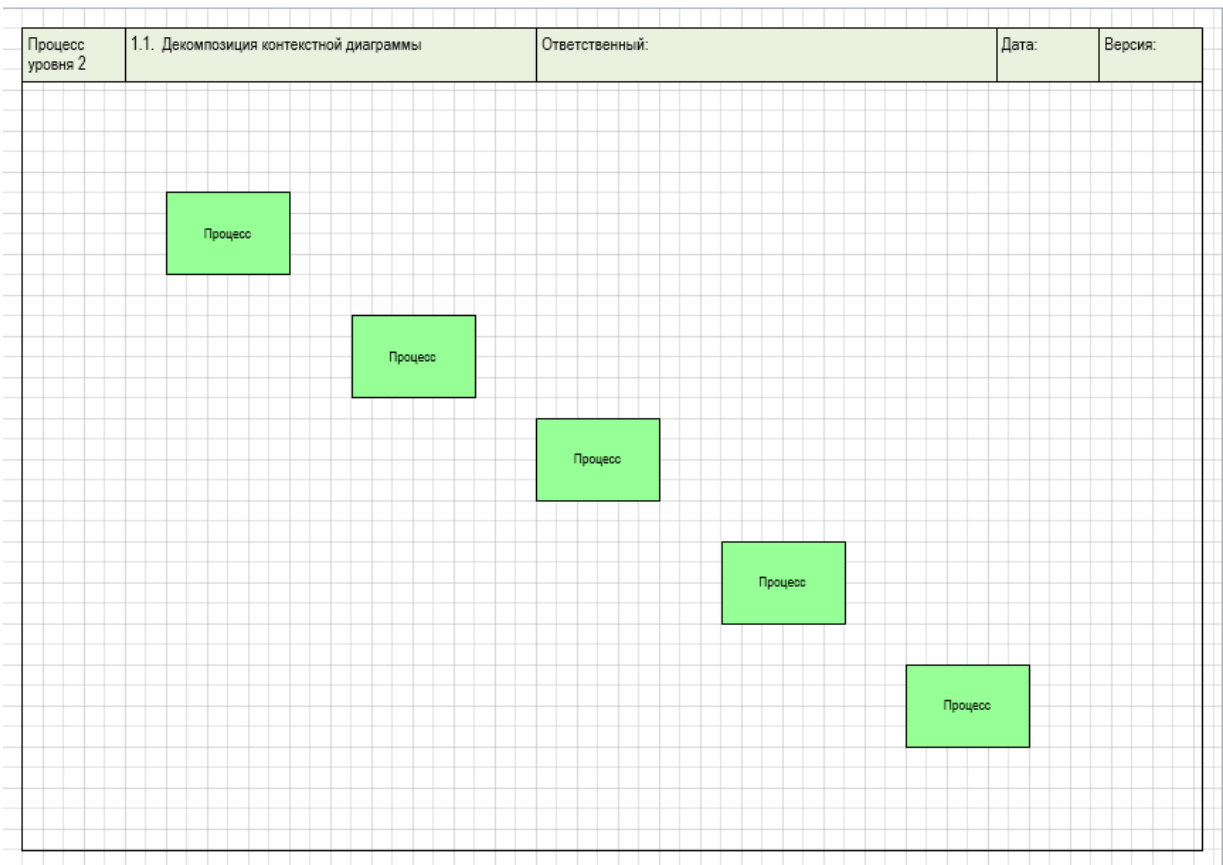 Процесс
уровня 2
1.1. Декомпозиция контекстной диаграммы
Ответственный:
Дата:
Версия:
Процесс
Процесс
Процесс
Процесс
Процесс